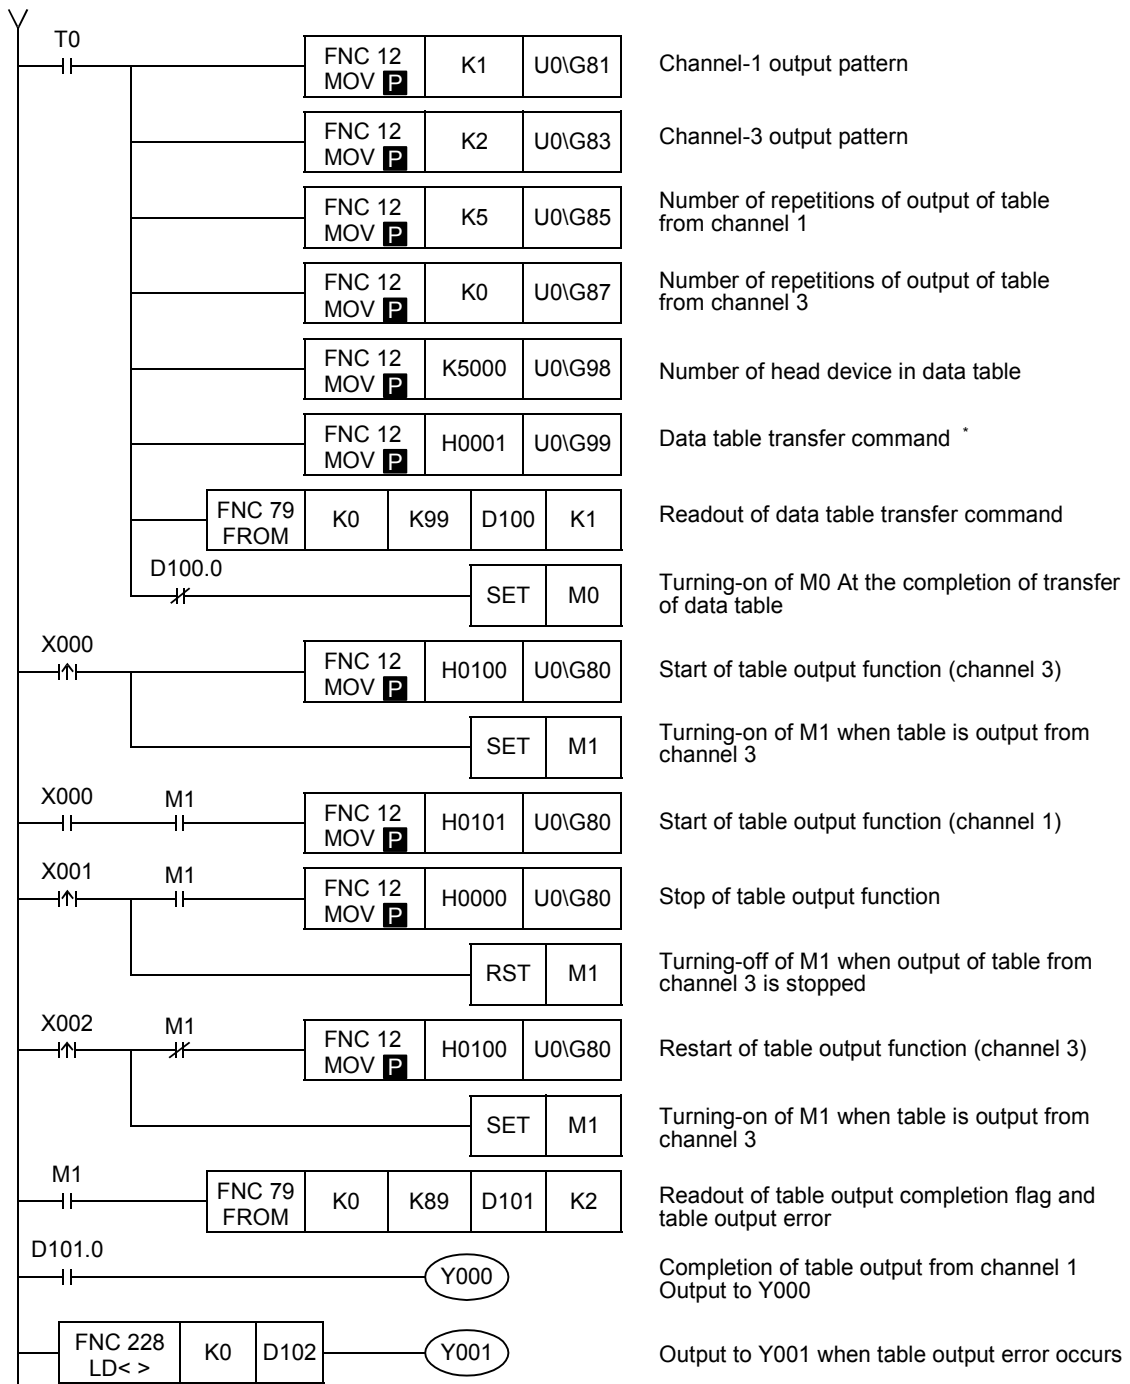 T0
FNC 12 MOV P K1 U0\G81 Channel-1 output pattern
FNC 12 MOV P K2 U0\G83 Channel-3 output pattern
FNC 12 MOV P K5 U0\G85 Number of repetitions of output of table
from channel 1
FNC 12 MOV P K0 U0\G87 Number of repetitions of output of table
from channel 3
FNC 12 MOV P K5000 U0\G98 Number of head device in data table
FNC 12 MOV P H0001 U0\G99 Data table transfer command *
FNC 79 FROM K0 K99 D100 K1 Readout of data table transfer command
D100.0
SET M0 Turning-on of M0 At the completion of transfer
of data table
X000
FNC 12 MOV P H0100 U0\G80 Start of table output function (channel 3)
SET M1 Turning-on of M1 when table is output from
channel 3
X000 M1
FNC 12 MOV P H0101 U0\G80 Start of table output function (channel 1)
X001 M1
FNC 12 MOV P H0000 U0\G80 Stop of table output function
RST M1 Turning-off of M1 when output of table from
channel 3 is stopped
X002 M1
FNC 12 MOV P H0100 U0\G80 Restart of table output function (channel 3)
SET M1 Turning-on of M1 when table is output from
channel 3
M1
FNC 79 FROM K0 K89 D101 K2 Readout of table output completion flag and
table output error
D101.0
Y000 Completion of table output from channel 1
Output to Y000
FNC 228 LD< > K0 D102 Y001 Output to Y001 when table output error occurs